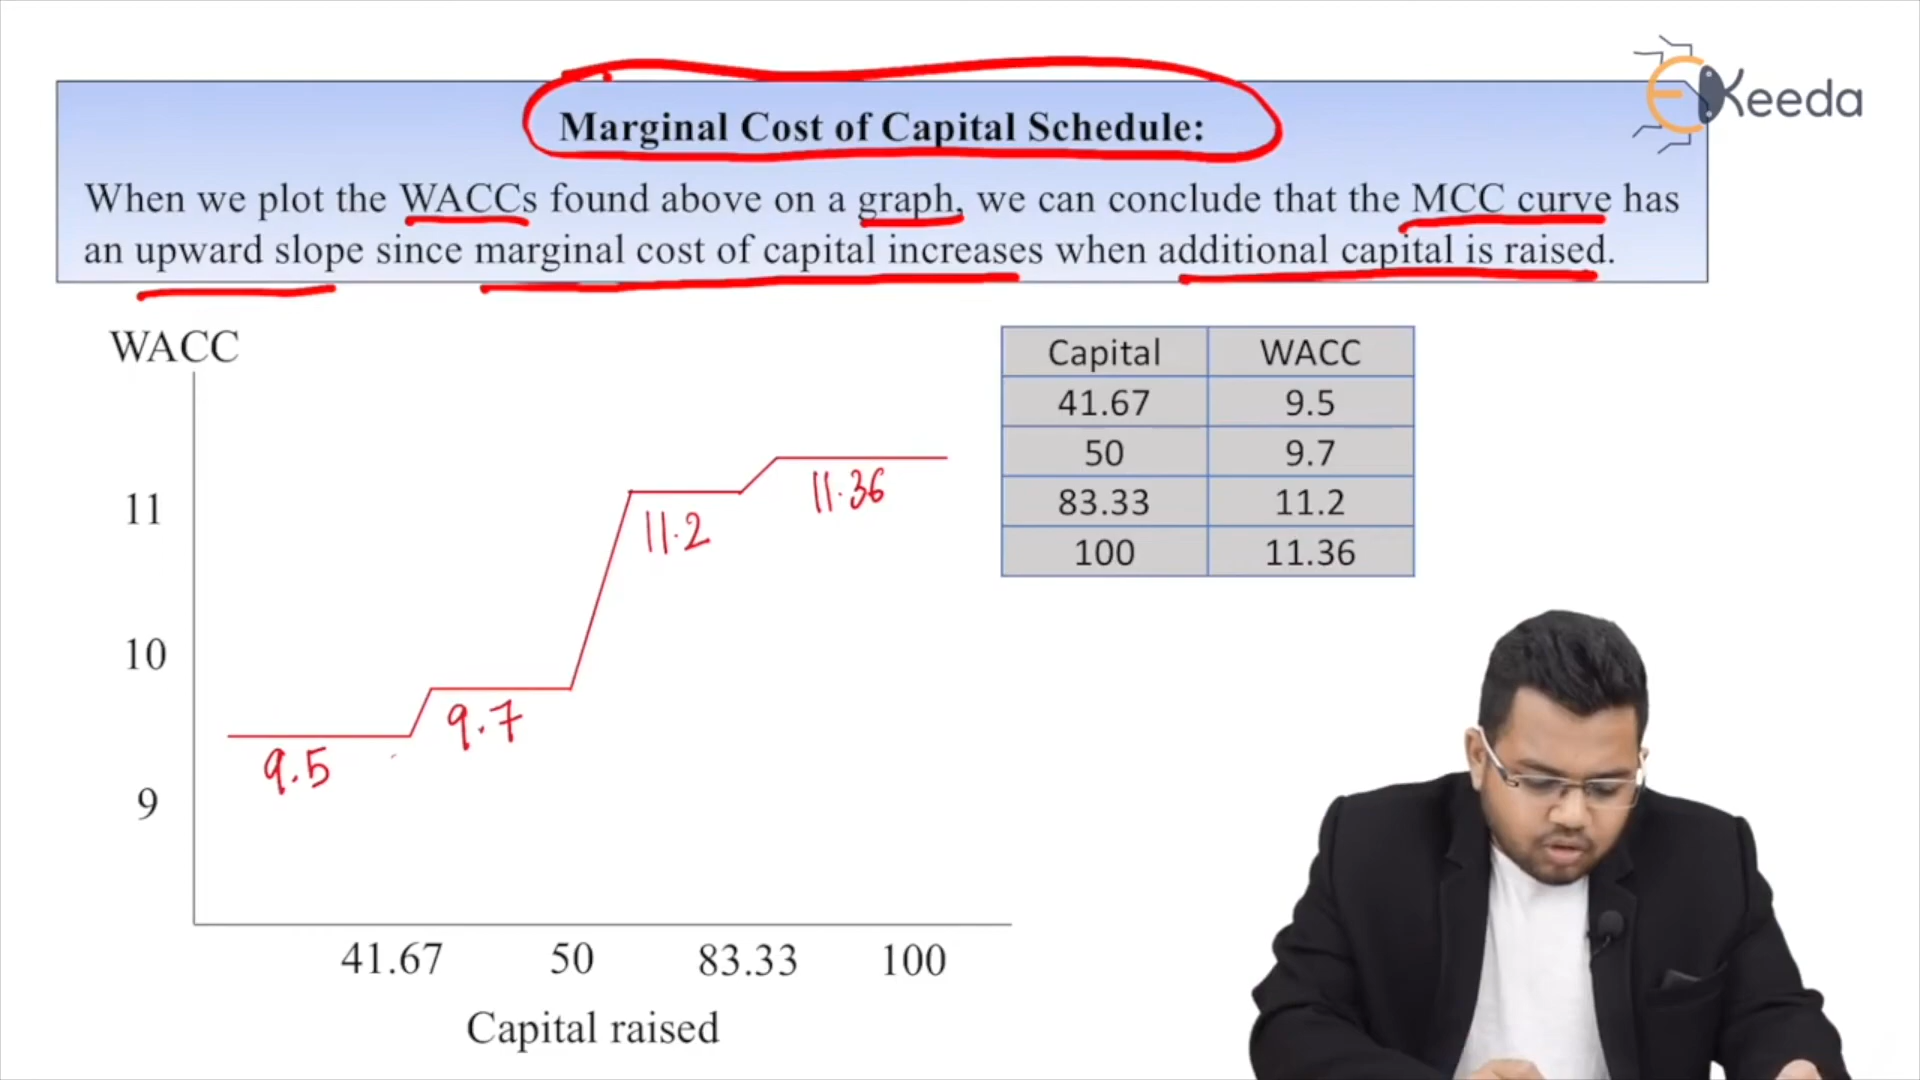 EKeeda
Marginal Cost of Capital Schedule:
When we plot the WACCs found above on a graph, we can conclude that the MCC curve has
an upward slope since marginal cost of capital increases when additional capital is raised.
WACC
11
10
9
9.5
9.7
11.2
11.36
41.67 50 83.33 100
Capital raised
Capital WACC
41.67 9.5
50 9.7
83.33 11.2
100 11.36